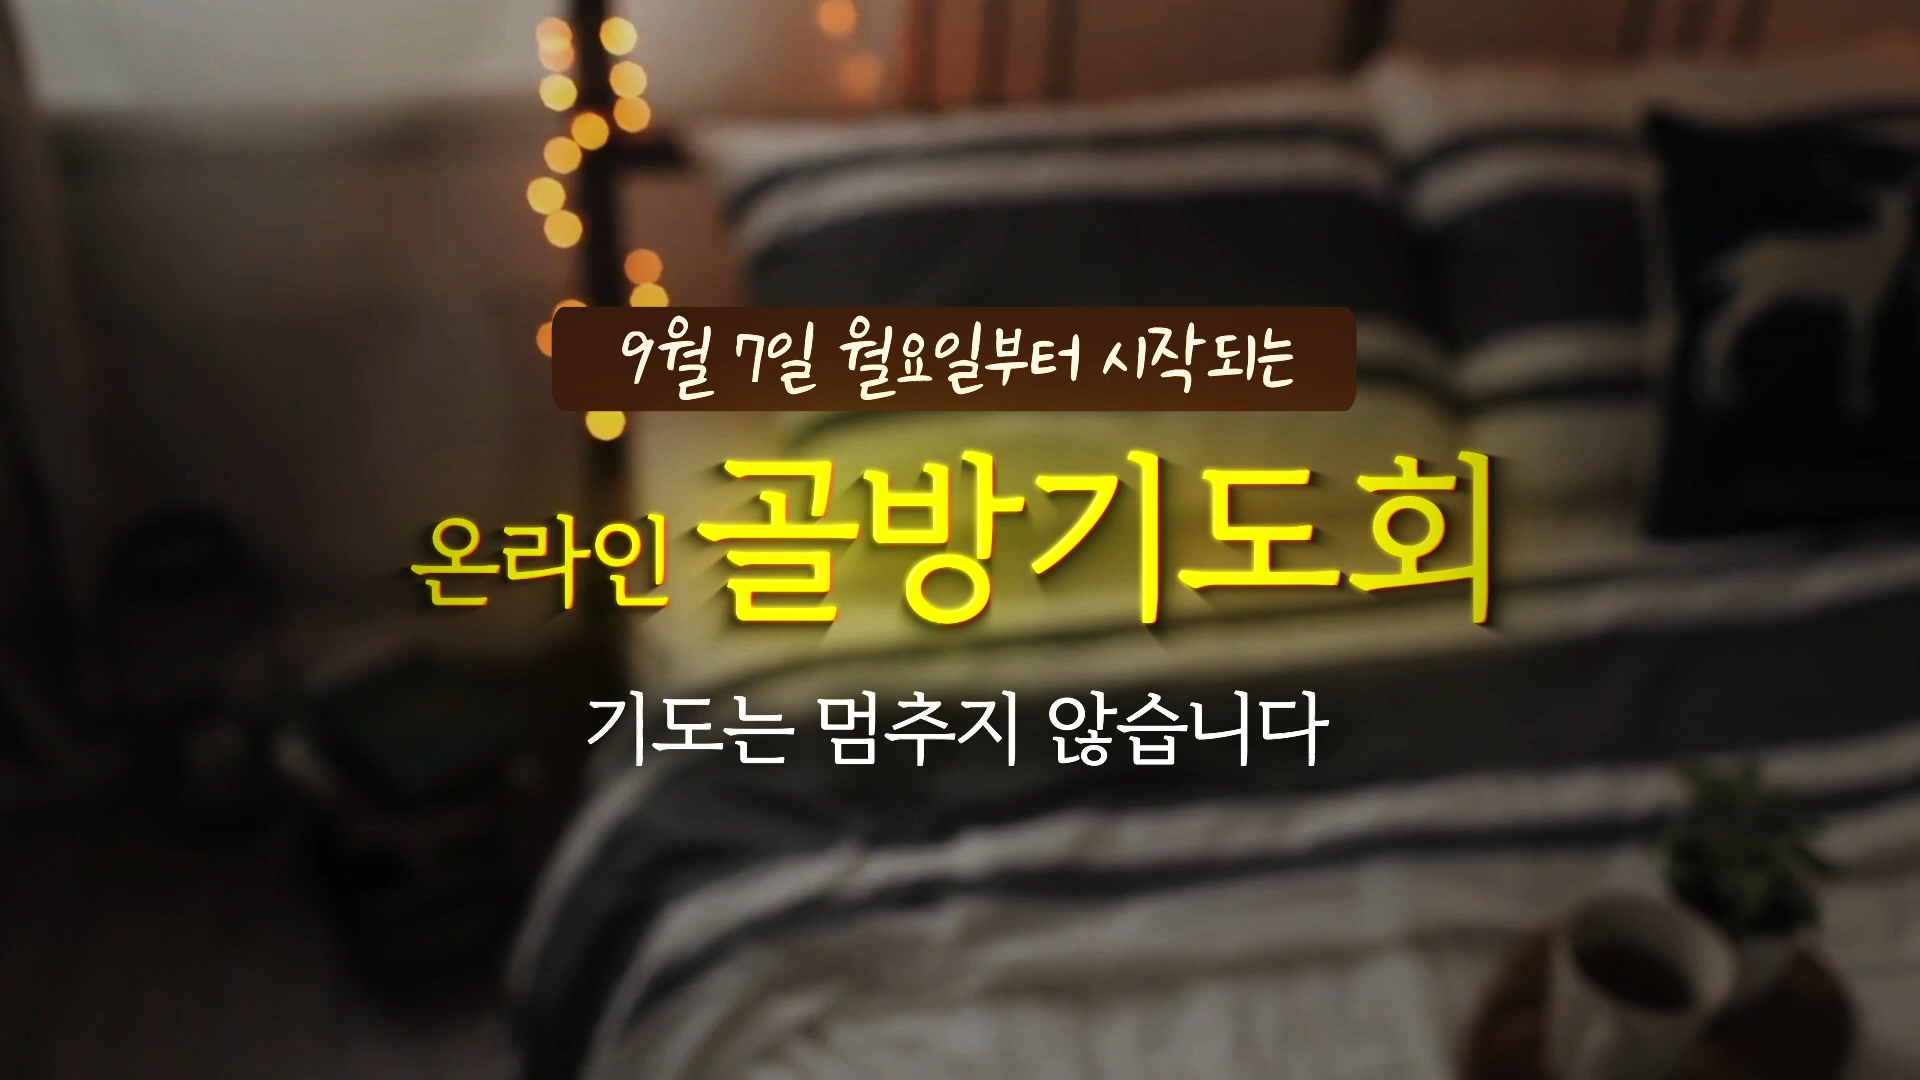 9월 7일 월요일부터 시작되는
온라인 골방기도회
기도는 멈추지 않습니다